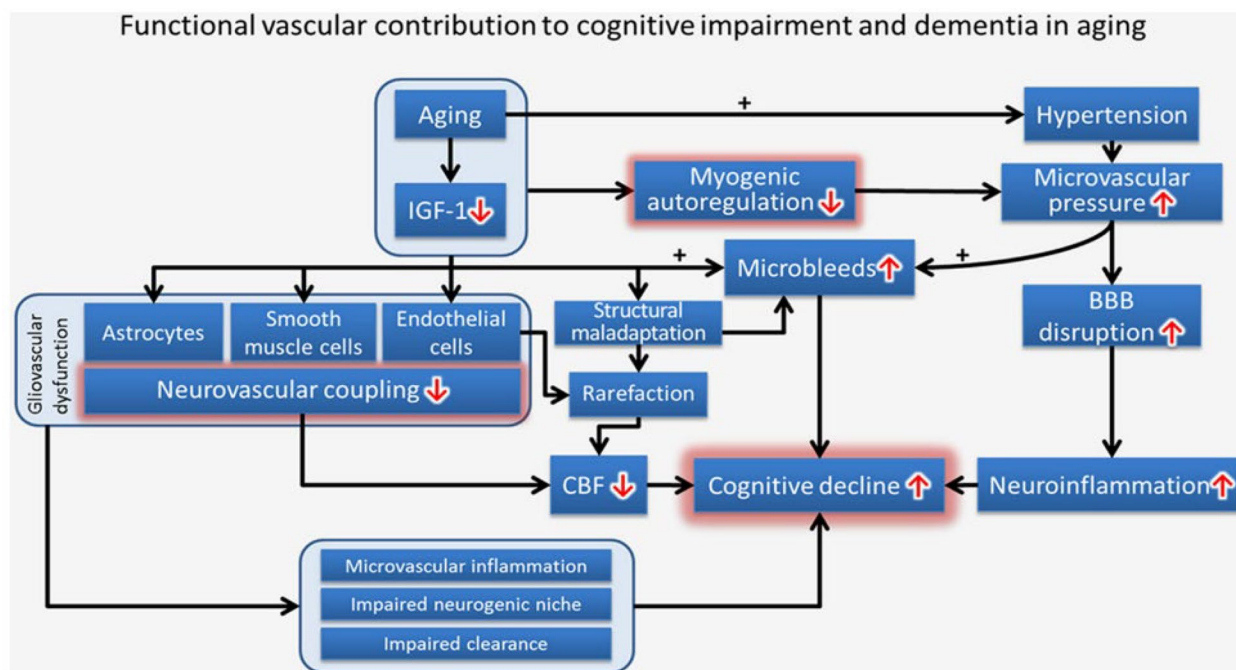 Functional vascular contribution to cognitive impairment and dementia in aging
Aging
+
Hypertension
IGF-1↓
Myogenic
autoregulation↓
Microvascular
pressure↑
+
Microbleeds↑
+
Gliovascular
dysfunction
Astrocytes
Smooth
muscle cells
Endothelial
cells
Structural
maladaptation
BBB
disruption↑
Neurovascular coupling↓
Rarefaction
CBF↓
Cognitive decline↑
Neuroinflammation↑
Microvascular inflammation
Impaired neurogenic niche
Impaired clearance